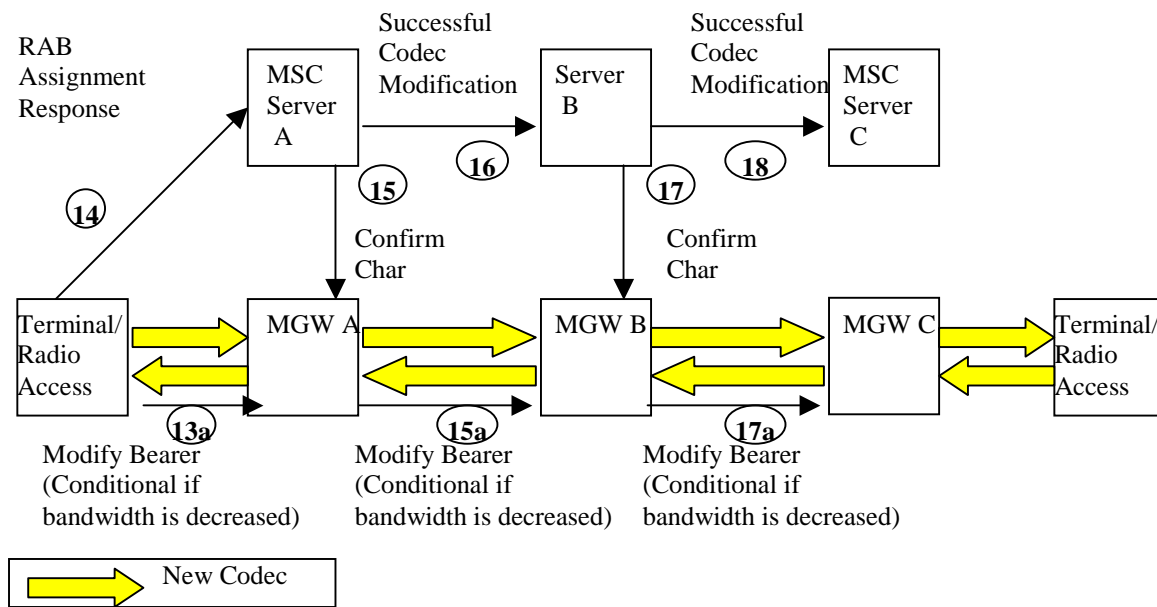 RAB
Assignment
Response
Successful
Codec
Modification
Successful
Codec
Modification
MSC
Server
A
Server
B
MSC
Server
C
14
15
16
17
18
Confirm
Char
Confirm
Char
Terminal/
Radio
Access
MGW A
MGW B
MGW C
Terminal/
Radio
Access
13a
15a
17a
Modify Bearer
(Conditional if
bandwidth is decreased)
Modify Bearer
(Conditional if
bandwidth is decreased)
Modify Bearer
(Conditional if
bandwidth is decreased)
New Codec